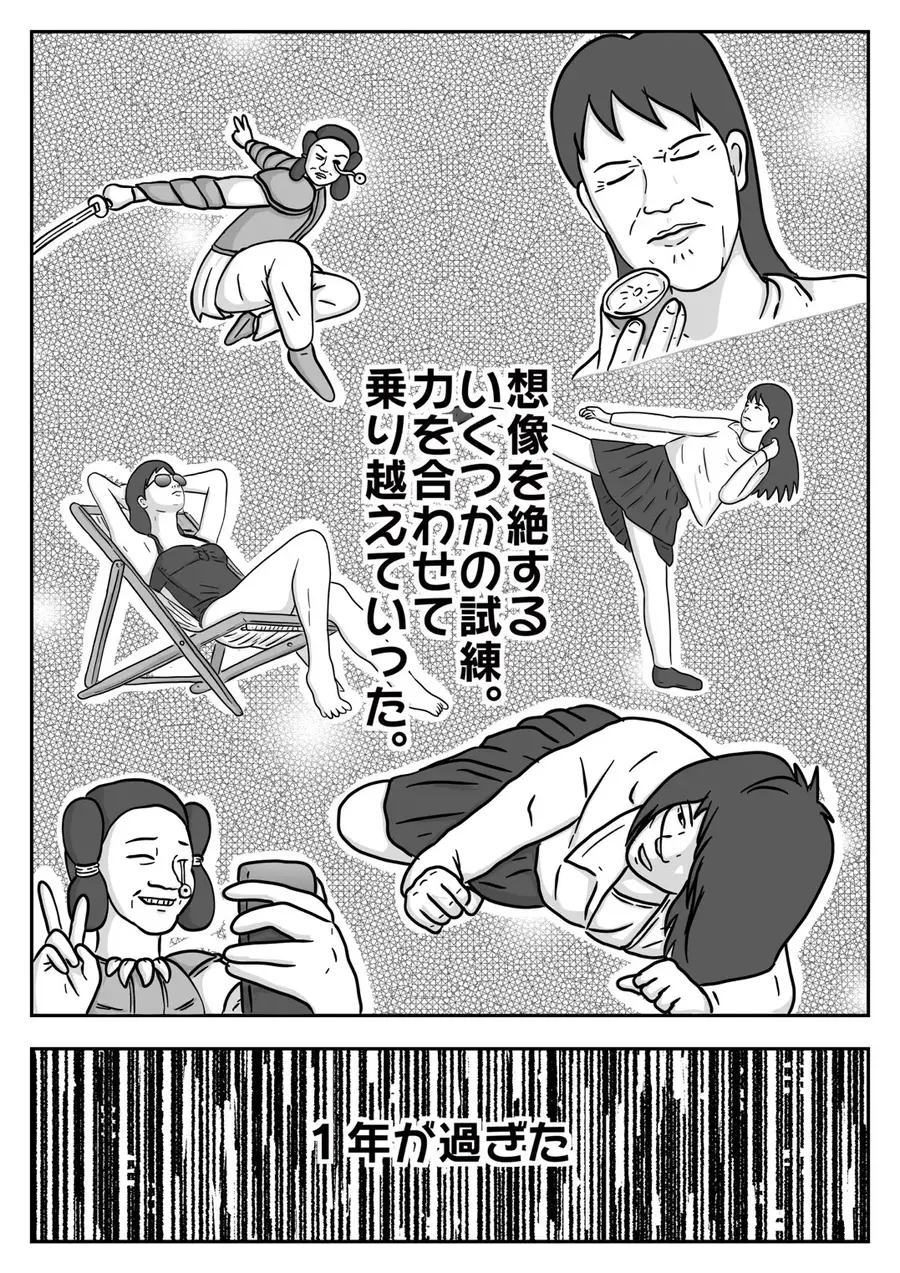 想像を絶する
いくつかの試練。
力を合わせて
乗り越えていった。
1年が過ぎた